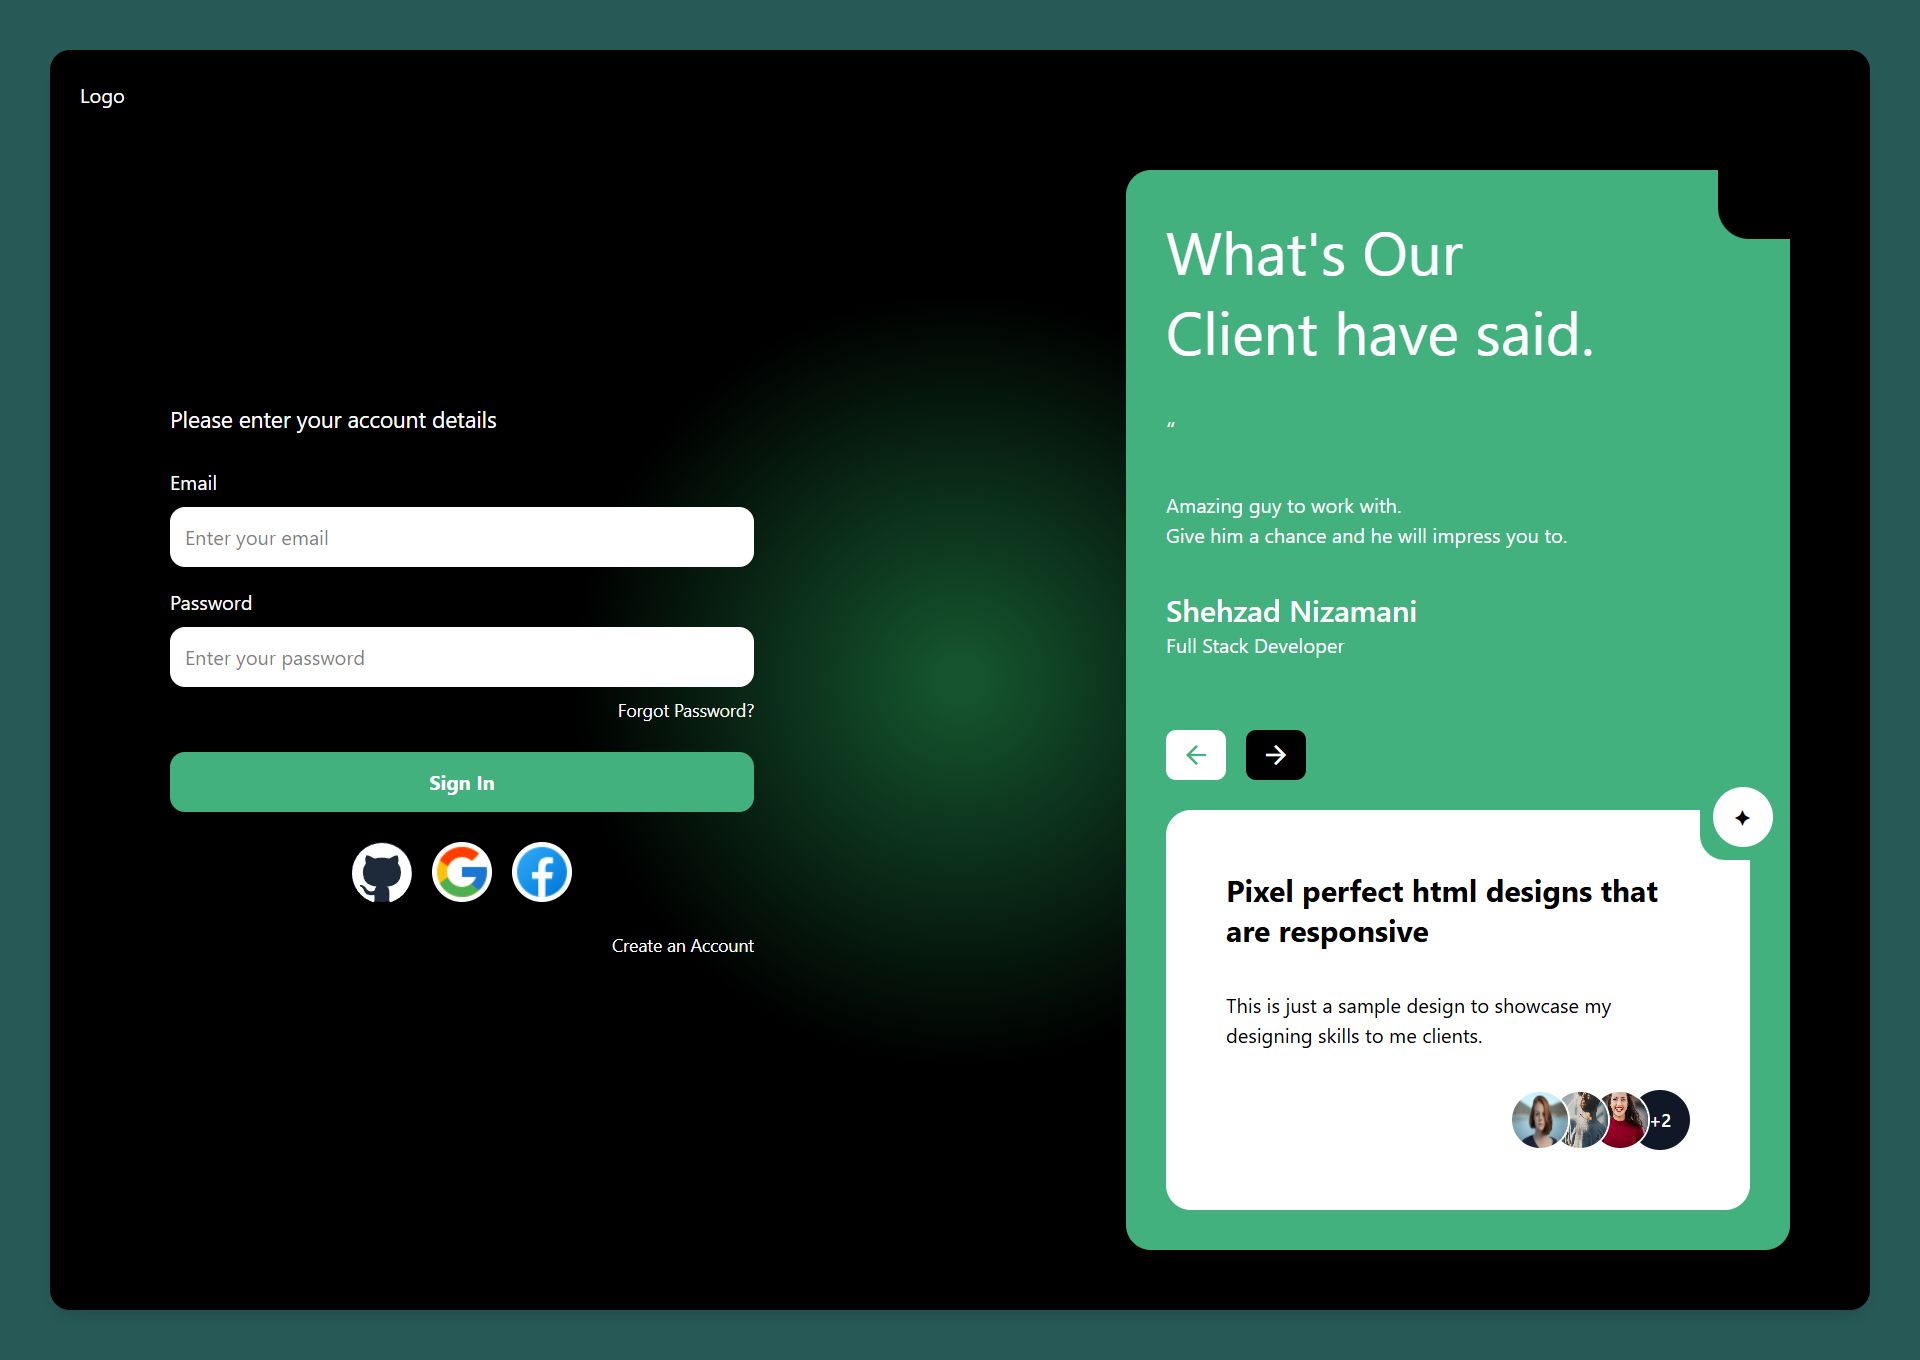 Logo
Please enter your account details
Email
Enter your email
Password
Enter your password
Forgot Password?
Sign In
Create an Account
What's Our
Client have said.
“
Amazing guy to work with.
Give him a chance and he will impress you to.
Shehzad Nizamani
Full Stack Developer
Pixel perfect html designs that
are responsive
This is just a sample design to showcase my
designing skills to me clients.
+2